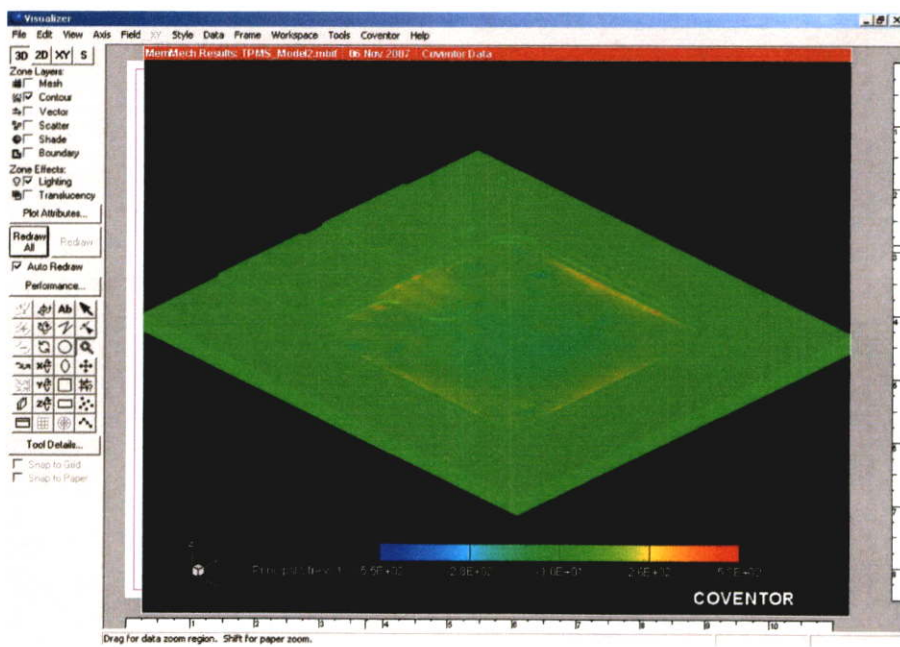 Visualizer
File Edit View Axis Field XY Style Data Frame Workspace Tools Coventor Help
3D 2D XY S
MemMech Results: TPMS_Model2.mbif 06 Nov 2007 Coventor Data
Zone Layers:
Mesh
Contour
Vector
Scatter
Shade
Boundary
Zone Effects:
Lighting
Translucency
Plot Attributes...
Redraw All
Redraw
Auto Redraw
Performance...
Ab
Tool Details...
Snap to Grid
Snap to Paper
COVENTOR
Drag for data zoom region. Shift for paper zoom.